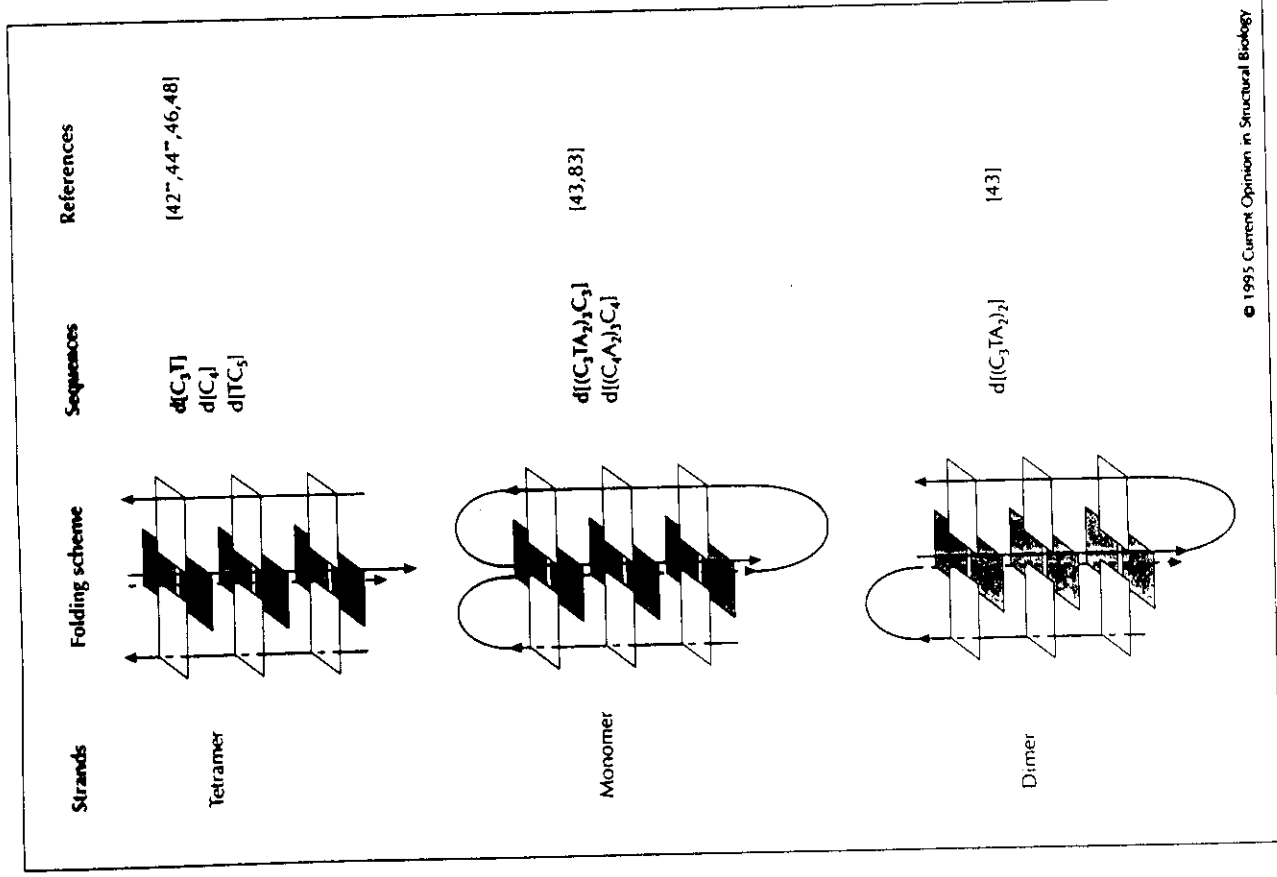 Strands Folding scheme Sequences References
Tetramer
d[C₃T]
d[C₄]
d[TC₅]
[42••,44••,46,48]
Monomer
d[(C₃TA₂)₃C₃]
d[(C₄A₂)₃C₄]
[43,83]
Dimer
d[(C₃TA₂)₂]
[43]
© 1995 Current Opinion in Structural Biology